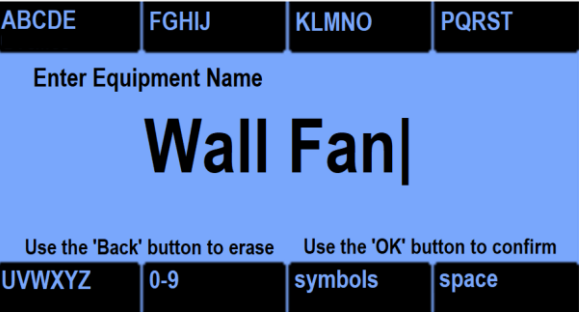 ABCDE FGHIJ KLMNO PQRST
Enter Equipment Name
Wall Fan|
Use the 'Back' button to erase Use the 'OK' button to confirm
UVWXYZ 0-9 symbols space